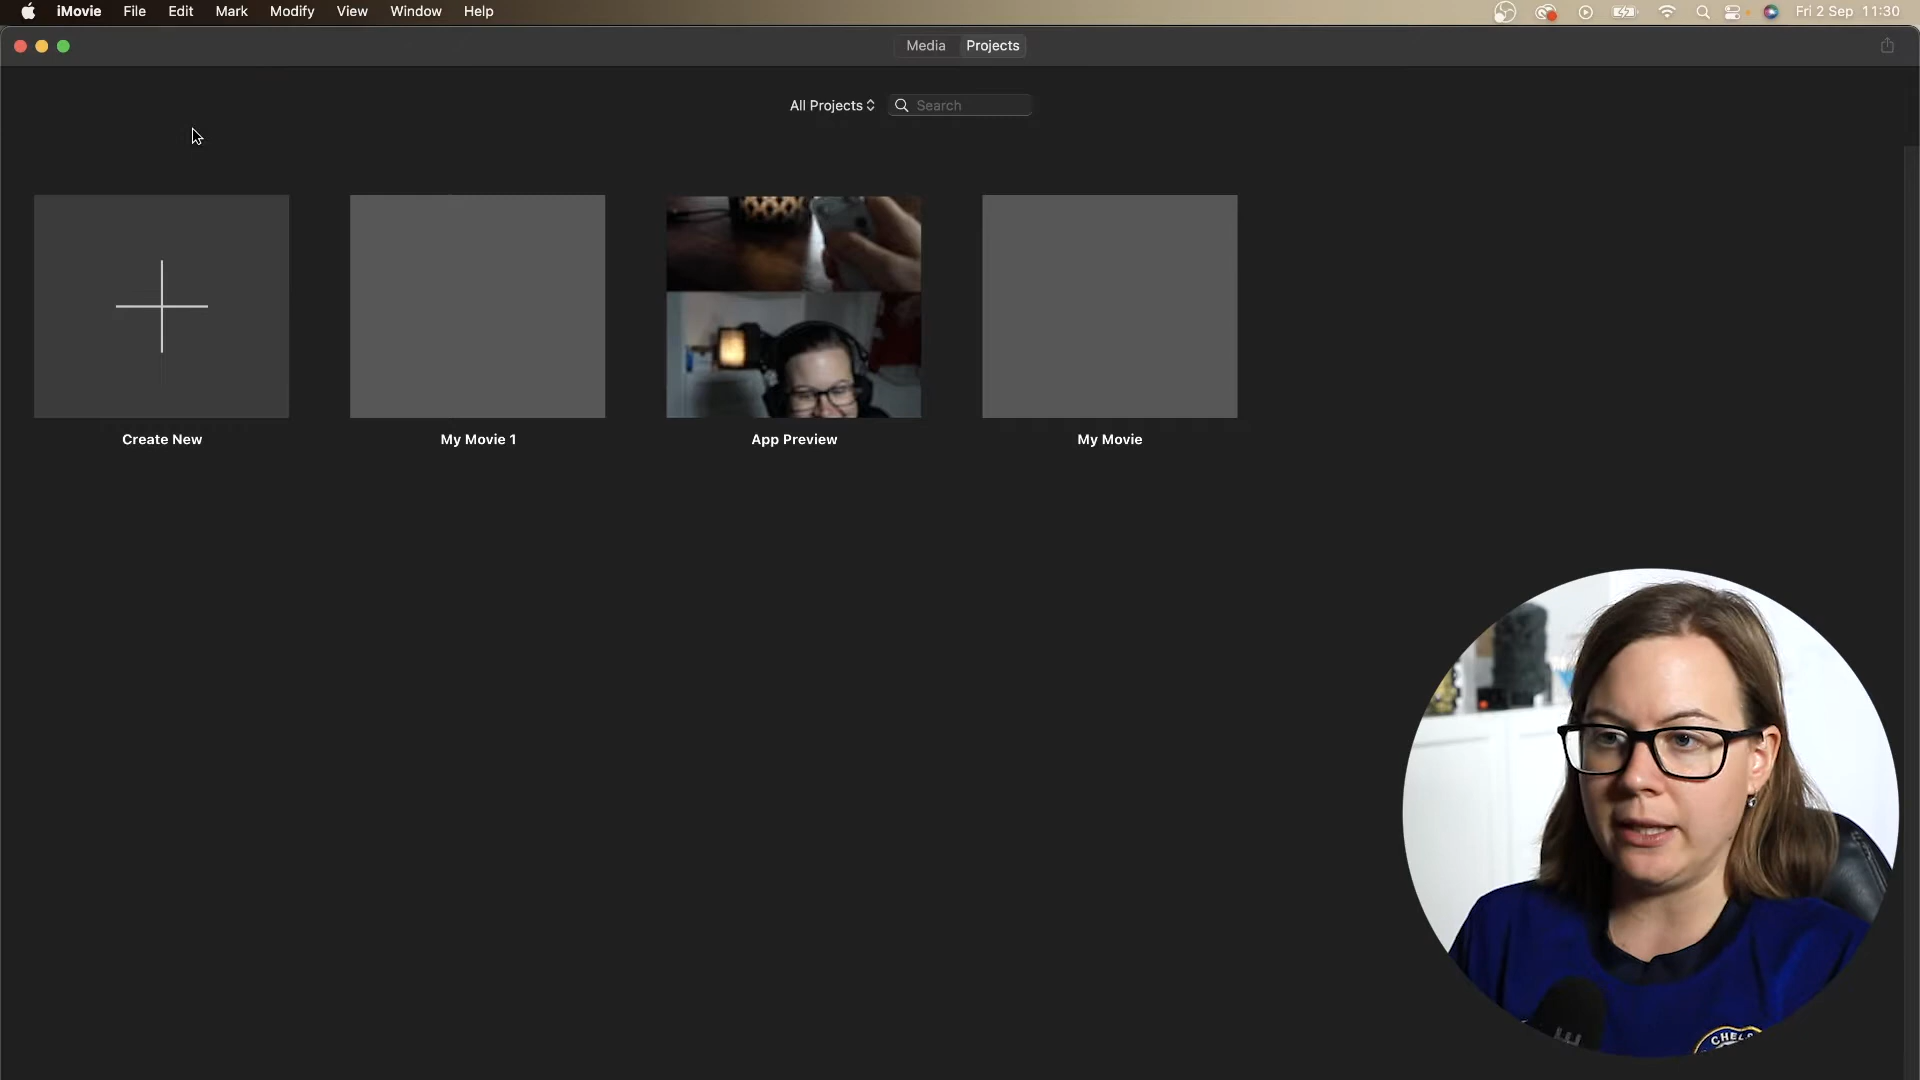 iMovie File Edit Mark Modify View Window Help Fri 2 Sep 11:30
Media Projects
All Projects Search
Create New My Movie 1 App Preview My Movie